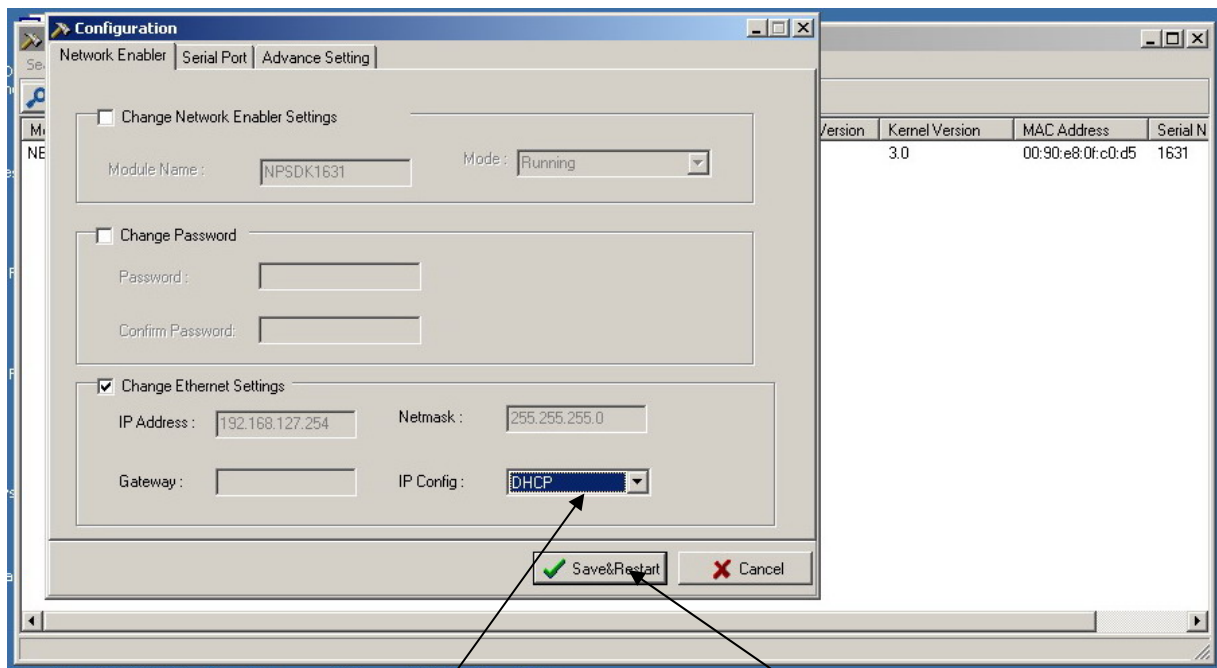 Configuration
Network Enabler Serial Port Advance Setting
Change Network Enabler Settings
Module Name : NPSDK1631 Mode : Running
Change Password
Password :
Confirm Password:
Change Ethernet Settings
IP Address : 192.168.127.254 Netmask : 255.255.255.0
Gateway : IP Config : DHCP
Save&Restart Cancel
Version Kernel Version MAC Address Serial N
NE 3.0 00:90:e8:0f:c0:d5 1631